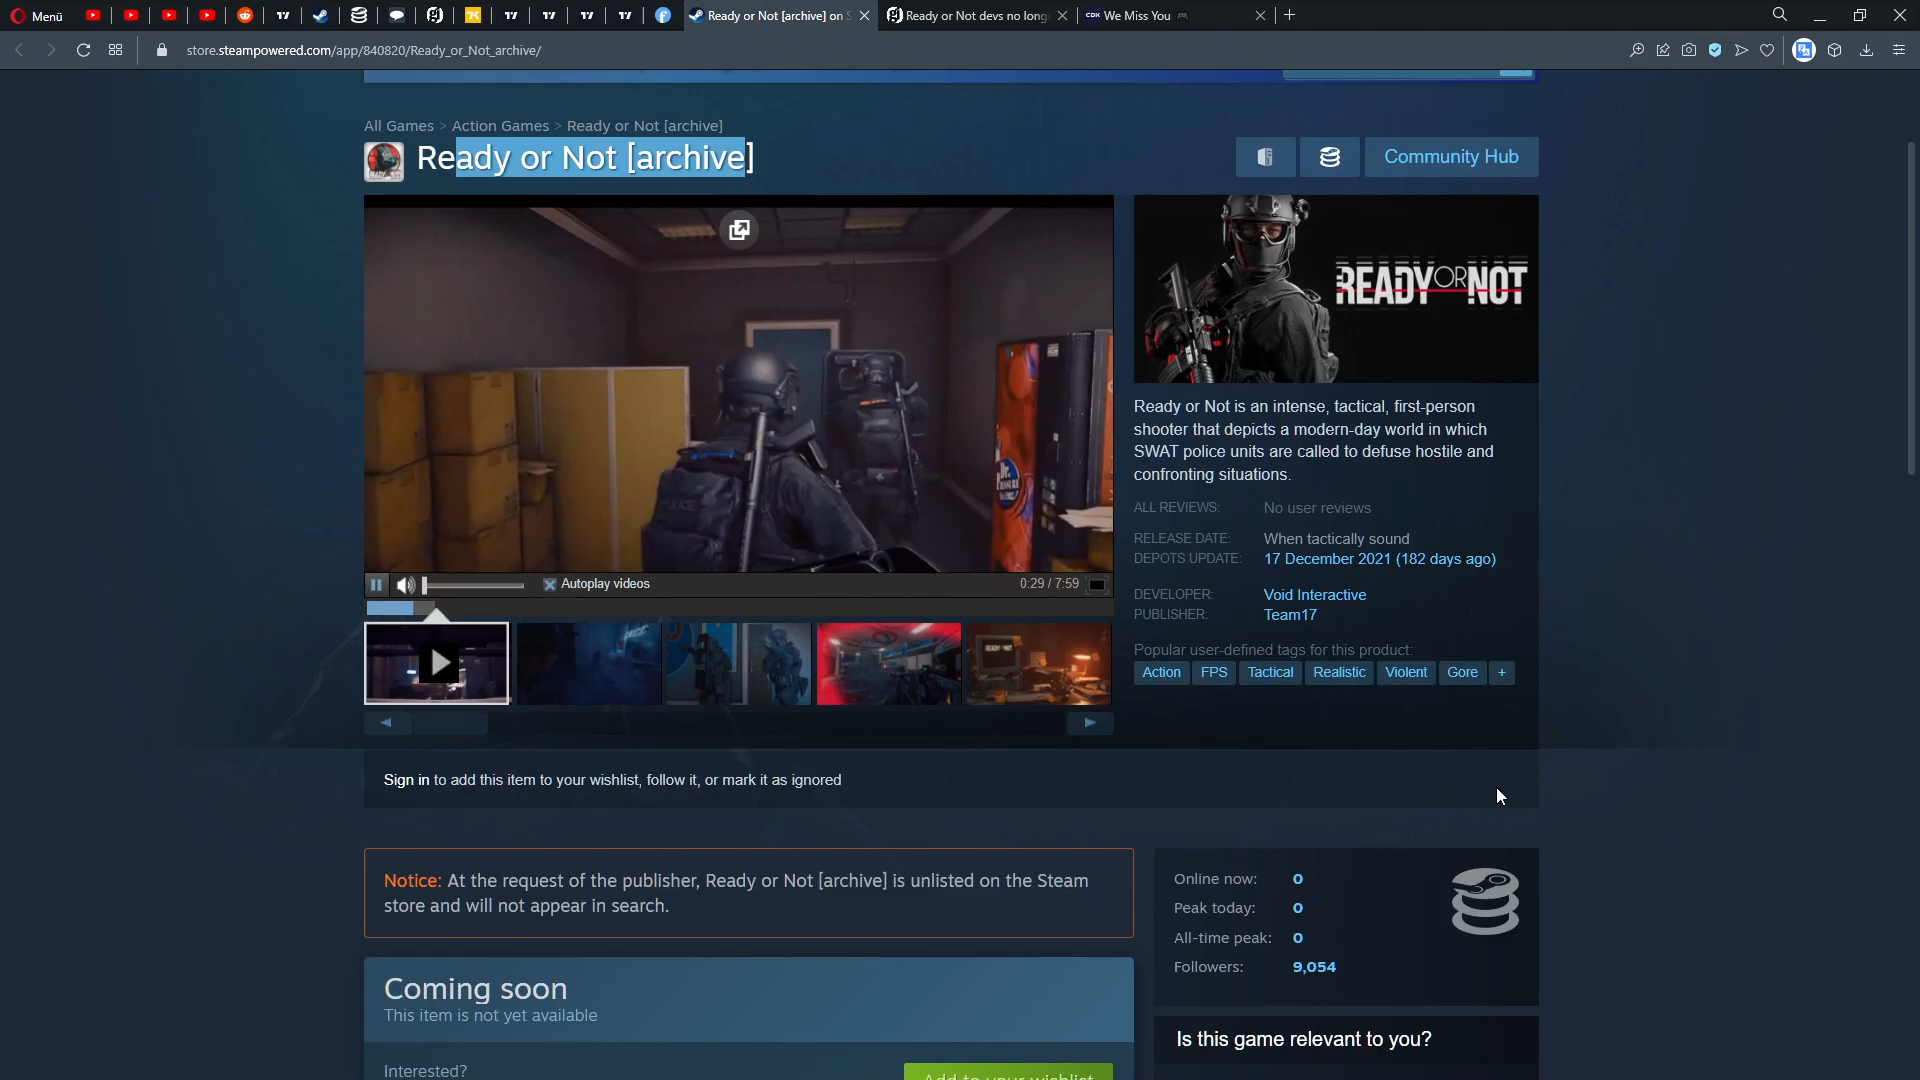 Menü
Ready or Not [archive] on S
Ready or Not devs no long
CDK We Miss You
store.steampowered.com/app/840820/Ready_or_Not_archive/
All Games > Action Games > Ready or Not [archive]
Ready or Not [archive]
Community Hub
READY OR NOT
Ready or Not is an intense, tactical, first-person
shooter that depicts a modern-day world in which
SWAT police units are called to defuse hostile and
confronting situations.
ALL REVIEWS: No user reviews
RELEASE DATE: When tactically sound
DEPOTS UPDATE: 17 December 2021 (182 days ago)
Autoplay videos
0:29 / 7:59
DEVELOPER: Void Interactive
PUBLISHER: Team17
Popular user-defined tags for this product:
Action FPS Tactical Realistic Violent Gore +
Sign in to add this item to your wishlist, follow it, or mark it as ignored
Notice: At the request of the publisher, Ready or Not [archive] is unlisted on the Steam
store and will not appear in search.
Online now: 0
Peak today: 0
All-time peak: 0
Followers: 9,054
Coming soon
This item is not yet available
Is this game relevant to you?
Interested?
Add to your wishlist